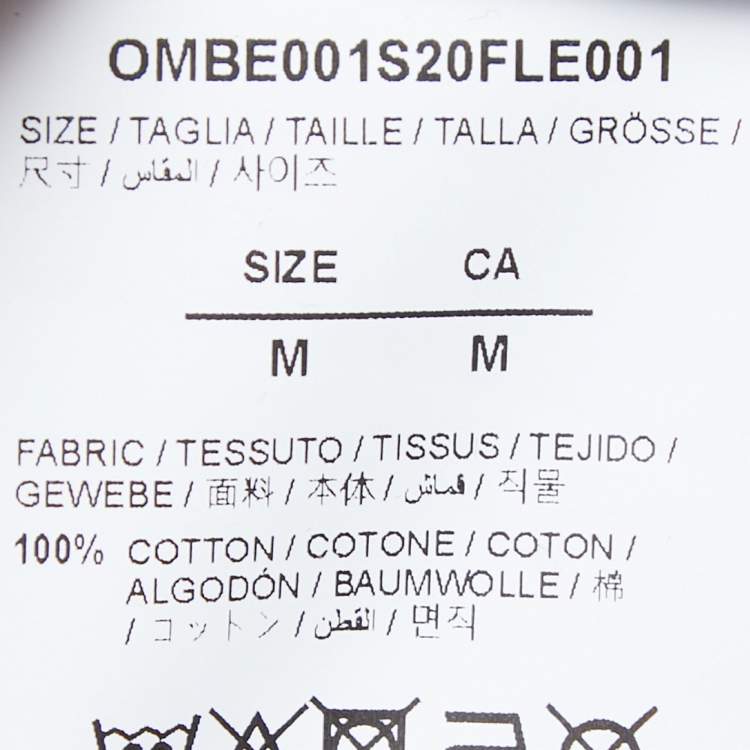 OMBE001S20FLE001
SIZE / TAGLIA / TAILLE / TALLA / GRÖSSE /
尺寸 / المقاس / 사이즈
SIZE CA
M M
FABRIC / TESSUTO / TISSUS / TEJIDO /
GEWEBE / 面料 / 本体 / قماش / 직물
100% COTTON / COTONE / COTON /
ALGODÓN / BAUMWOLLE / 棉
/ コットン / القطن / 면직